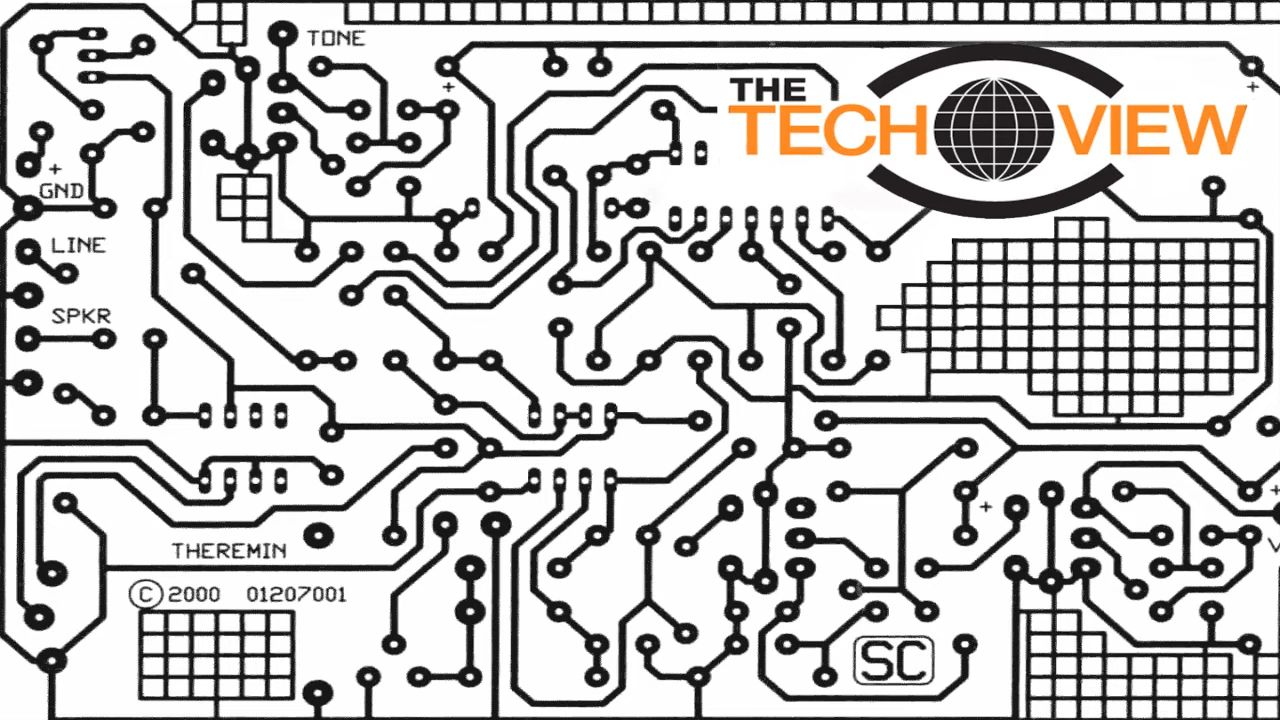 TONE
+
THE
TECH VIEW
+
+
GND
LINE
SPKR
+
+
THEREMIN
© 2000 01207001
SC